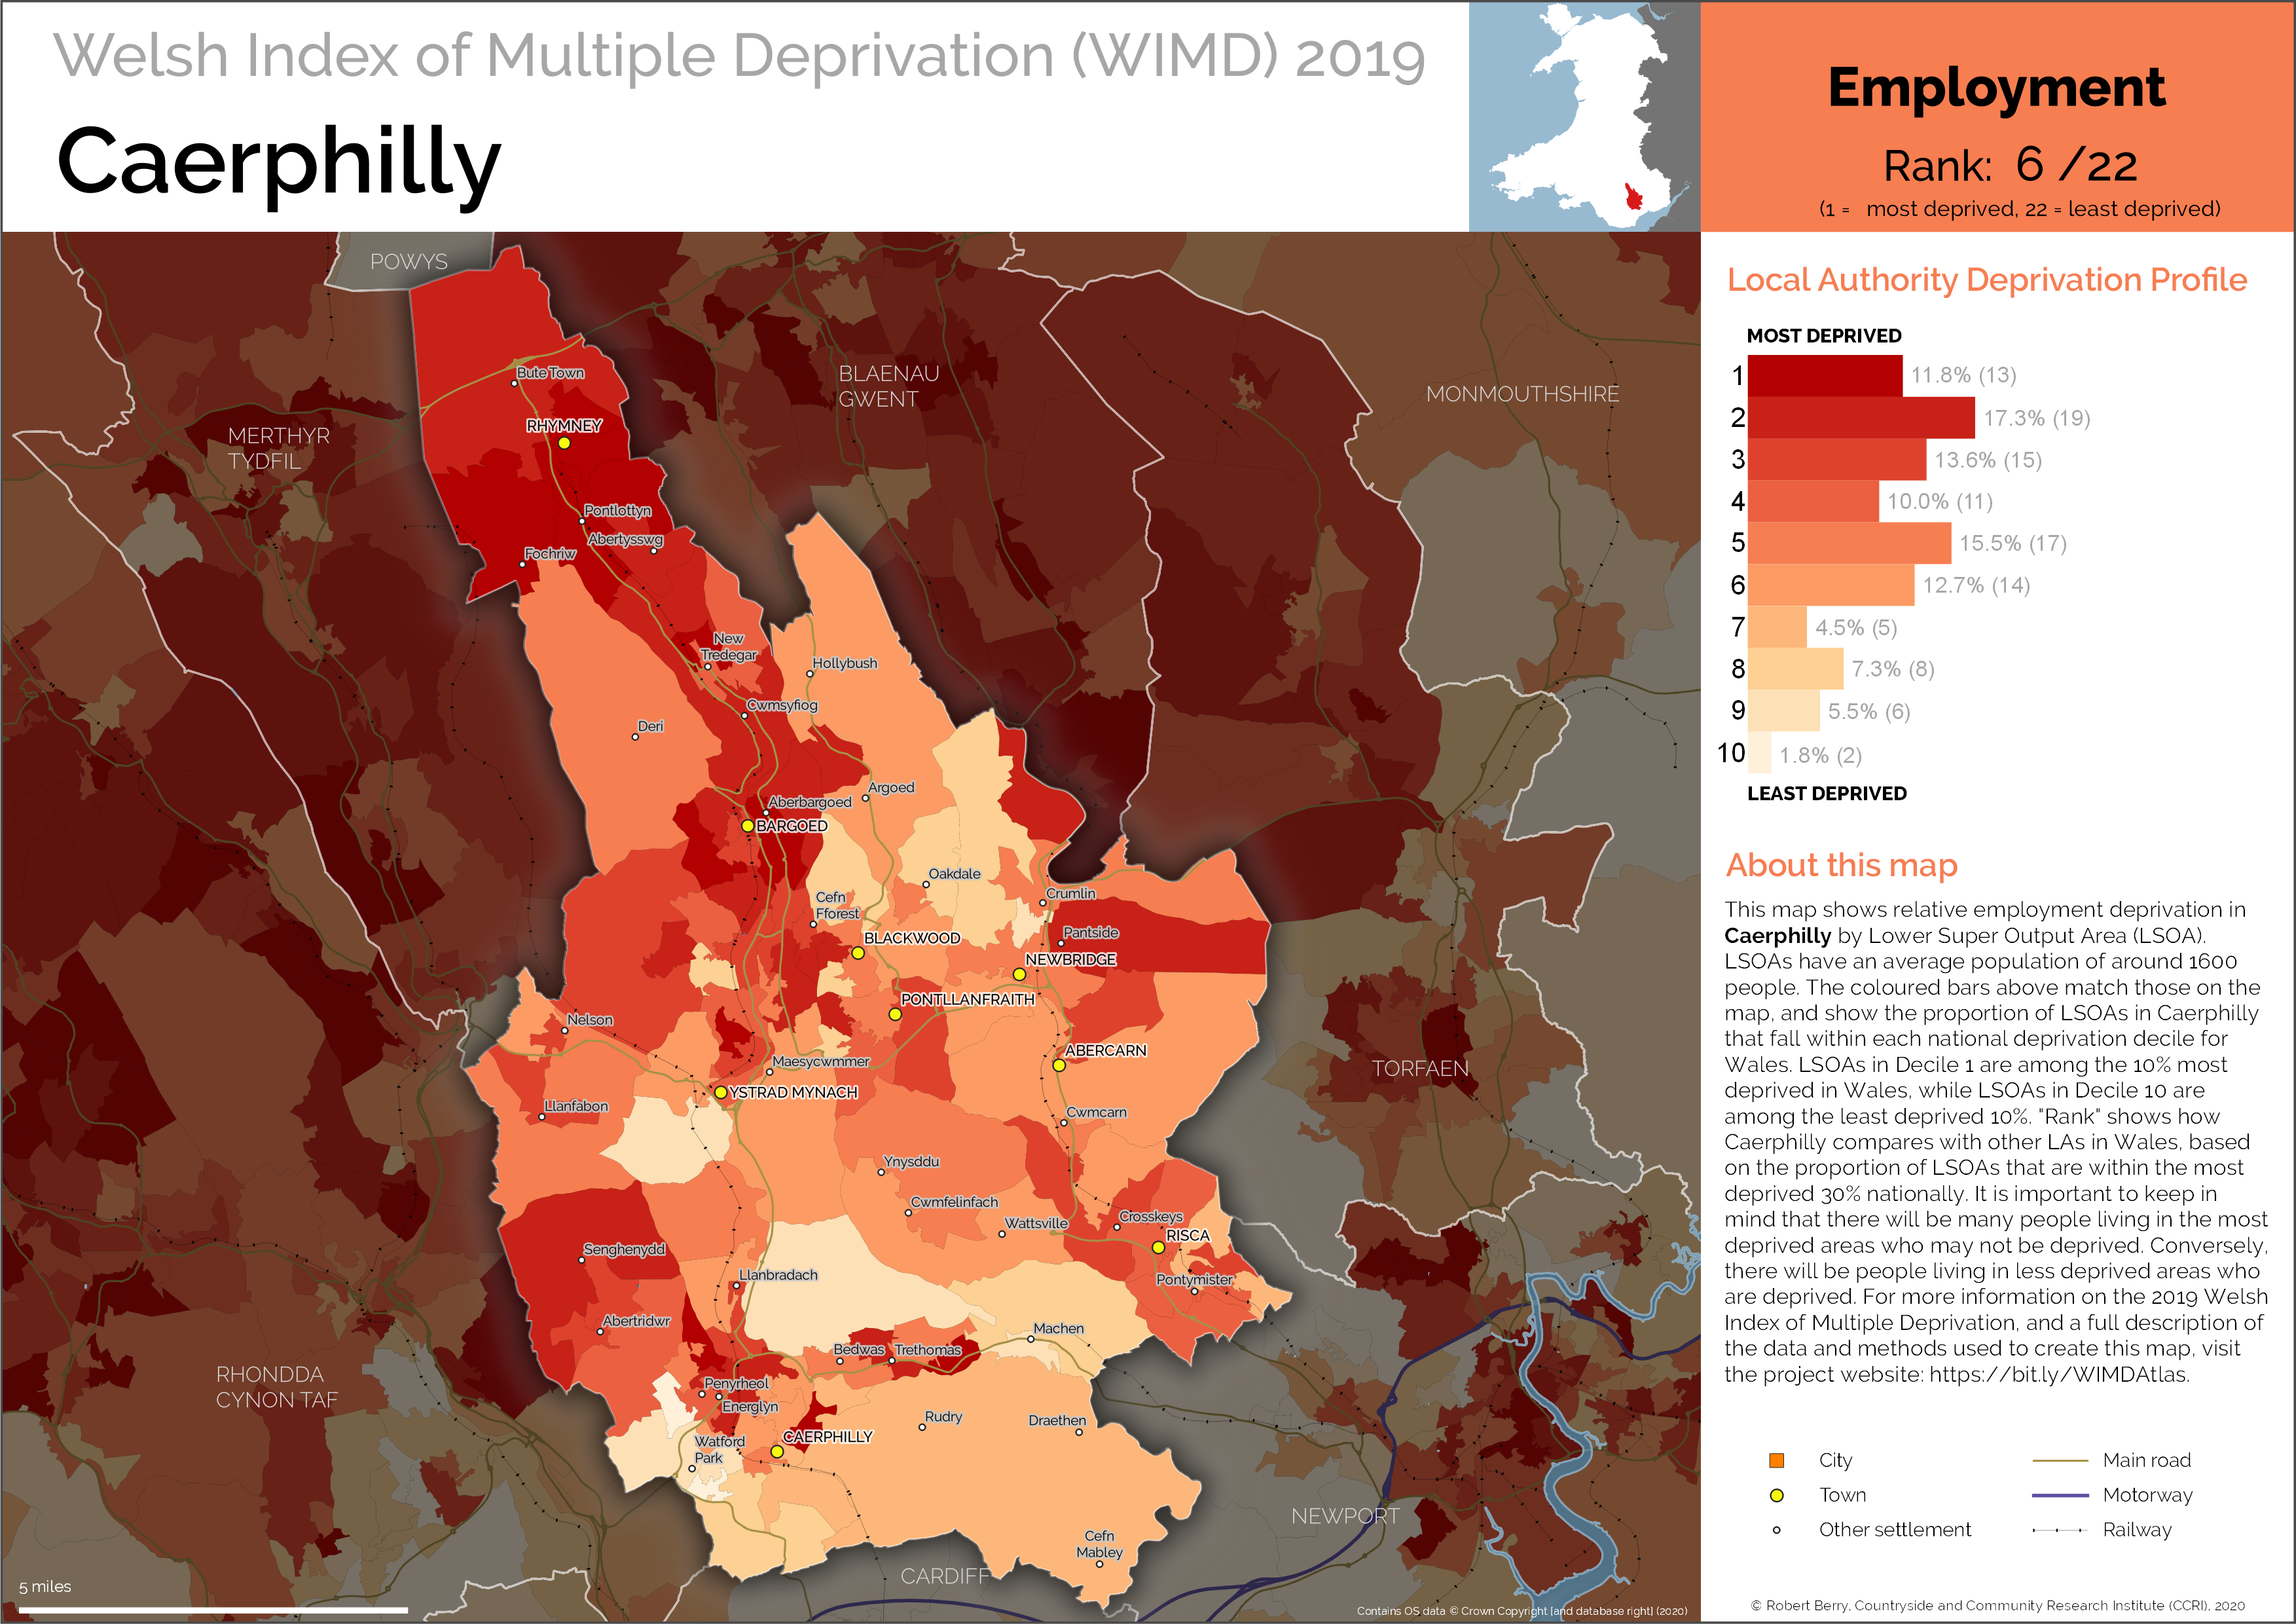 Welsh Index of Multiple Deprivation (WIMD) 2019
Caerphilly
Employment
Rank: 6 /22
(1 = most deprived, 22 = least deprived)
POWYS
MERTHYR
TYDFIL
BLAENAU
GWENT
MONMOUTHSHIRE
TORFAEN
RHONDDA
CYNON TAF
NEWPORT
CARDIFF
Bute Town
RHYMNEY
Pontlottyn
Abertysswg
Fochriw
New
Tredegar
Hollybush
Cwmsyfiog
Deri
Argoed
Aberbargoed
BARGOED
Oakdale
Crumlin
Cefn
Fforest
Pantside
BLACKWOOD
NEWBRIDGE
PONTLLANFRAITH
Nelson
ABERCARN
Maesycwmmer
YSTRAD MYNACH
Llanfabon
Cwmcarn
Ynysddu
Cwmfelinfach
Wattsville
Crosskeys
RISCA
Senghenydd
Llanbradach
Pontymister
Abertridwr
Machen
Bedwas
Trethomas
Penyrheol
Energlyn
Rudry
Draethen
CAERPHILLY
Watford
Park
Cefn
Mabley
5 miles
Contains OS data © Crown Copyright [and database right] (2020)
Local Authority Deprivation Profile
MOST DEPRIVED
1 11.8% (13)
2 17.3% (19)
3 13.6% (15)
4 10.0% (11)
5 15.5% (17)
6 12.7% (14)
7 4.5% (5)
8 7.3% (8)
9 5.5% (6)
10 1.8% (2)
LEAST DEPRIVED
About this map
This map shows relative employment deprivation in
Caerphilly by Lower Super Output Area (LSOA).
LSOAs have an average population of around 1600
people. The coloured bars above match those on the
map, and show the proportion of LSOAs in Caerphilly
that fall within each national deprivation decile for
Wales. LSOAs in Decile 1 are among the 10% most
deprived in Wales, while LSOAs in Decile 10 are
among the least deprived 10%. "Rank" shows how
Caerphilly compares with other LAs in Wales, based
on the proportion of LSOAs that are within the most
deprived 30% nationally. It is important to keep in
mind that there will be many people living in the most
deprived areas who may not be deprived. Conversely,
there will be people living in less deprived areas who
are deprived. For more information on the 2019 Welsh
Index of Multiple Deprivation, and a full description of
the data and methods used to create this map, visit
the project website: https://bit.ly/WIMDAtlas.
City
Main road
Town
Motorway
Other settlement
Railway
© Robert Berry, Countryside and Community Research Institute (CCRI), 2020